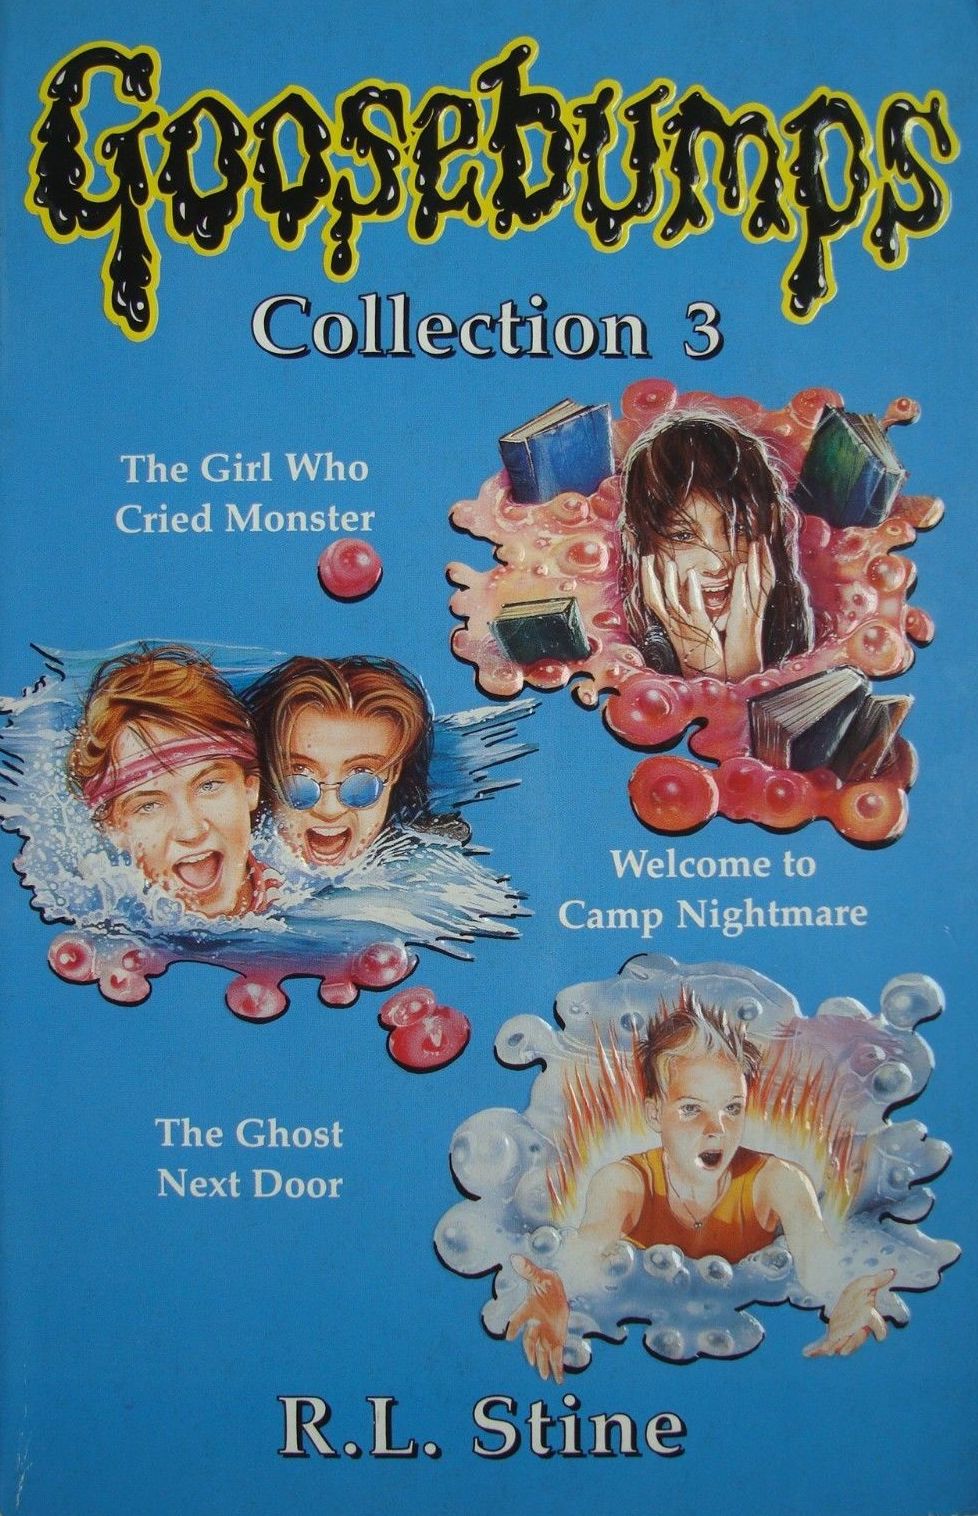 Goosebumps
Collection 3
The Girl Who
Cried Monster
Welcome to
Camp Nightmare
The Ghost
Next Door
R.L. Stine